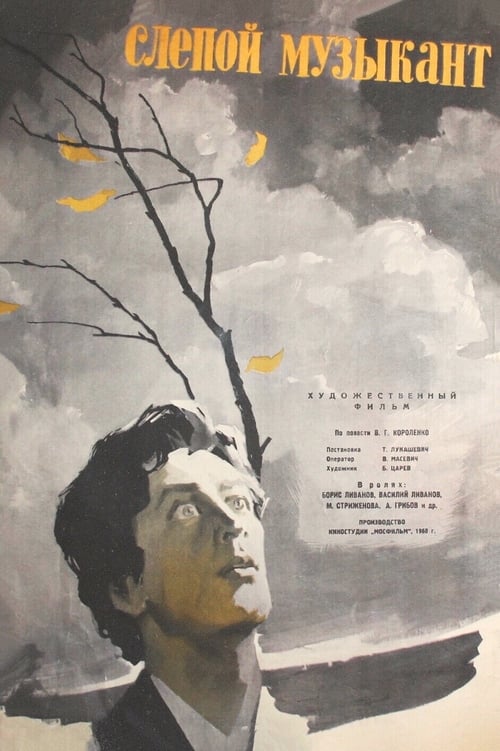 СЛЕПОЙ МУЗЫКАНТ
ХУДОЖЕСТВЕННЫЙ
ФИЛЬМ
По повести В. Г. КОРОЛЕНКО
Постановка Т. ЛУКАШЕВИЧ
Оператор В. МАСЕВИЧ
Художник Б. ЦАРЕВ
В ролях:
БОРИС ЛИВАНОВ, ВАСИЛИЙ ЛИВАНОВ,
М. СТРИЖЕНОВА, А. ГРИБОВ и др.
ПРОИЗВОДСТВО
КИНОСТУДИИ „МОСФИЛЬМ", 1960 г.